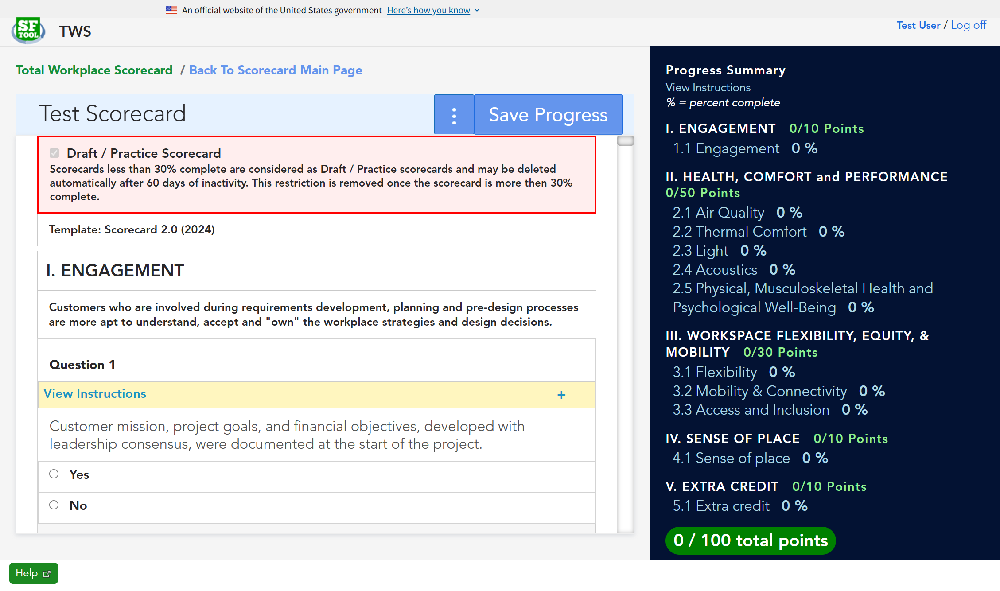 An official website of the United States government Here’s how you know
SF
TOOL
TWS
Test User / Log off
Total Workplace Scorecard / Back To Scorecard Main Page
Test Scorecard
Save Progress
Draft / Practice Scorecard
Scorecards less than 30% complete are considered as Draft / Practice scorecards and may be deleted
automatically after 60 days of inactivity. This restriction is removed once the scorecard is more then 30%
complete.
Template: Scorecard 2.0 (2024)
I. ENGAGEMENT
Customers who are involved during requirements development, planning and pre-design processes
are more apt to understand, accept and "own" the workplace strategies and design decisions.
Question 1
View Instructions +
Customer mission, project goals, and financial objectives, developed with
leadership consensus, were documented at the start of the project.
Yes
No
Progress Summary
View Instructions
% = percent complete
I. ENGAGEMENT 0/10 Points
1.1 Engagement 0 %
II. HEALTH, COMFORT and PERFORMANCE
0/50 Points
2.1 Air Quality 0 %
2.2 Thermal Comfort 0 %
2.3 Light 0 %
2.4 Acoustics 0 %
2.5 Physical, Musculoskeletal Health and
Psychological Well-Being 0 %
III. WORKSPACE FLEXIBILITY, EQUITY, &
MOBILITY 0/30 Points
3.1 Flexibility 0 %
3.2 Mobility & Connectivity 0 %
3.3 Access and Inclusion 0 %
IV. SENSE OF PLACE 0/10 Points
4.1 Sense of place 0 %
V. EXTRA CREDIT 0/10 Points
5.1 Extra credit 0 %
0 / 100 total points
Help